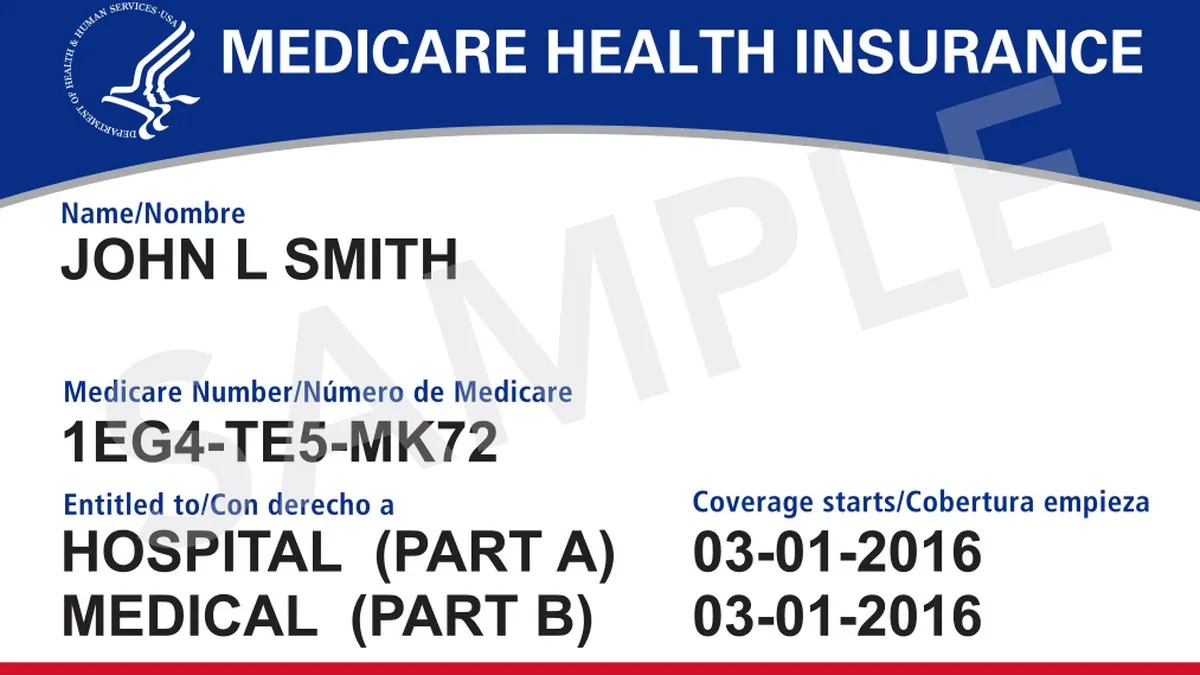 DEPARTMENT OF HEALTH & HUMAN SERVICES · USA
MEDICARE HEALTH INSURANCE
Name/Nombre
JOHN L SMITH
Medicare Number/Número de Medicare
1EG4-TE5-MK72
Entitled to/Con derecho a
Coverage starts/Cobertura empieza
HOSPITAL (PART A) 03-01-2016
MEDICAL (PART B) 03-01-2016
SAMPLE